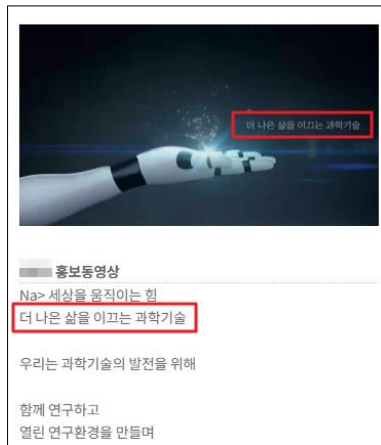 더 나은 삶을 이끄는 과학기술
홍보동영상
Na> 세상을 움직이는 힘
더 나은 삶을 이끄는 과학기술
우리는 과학기술의 발전을 위해
함께 연구하고
열린 연구환경을 만들며